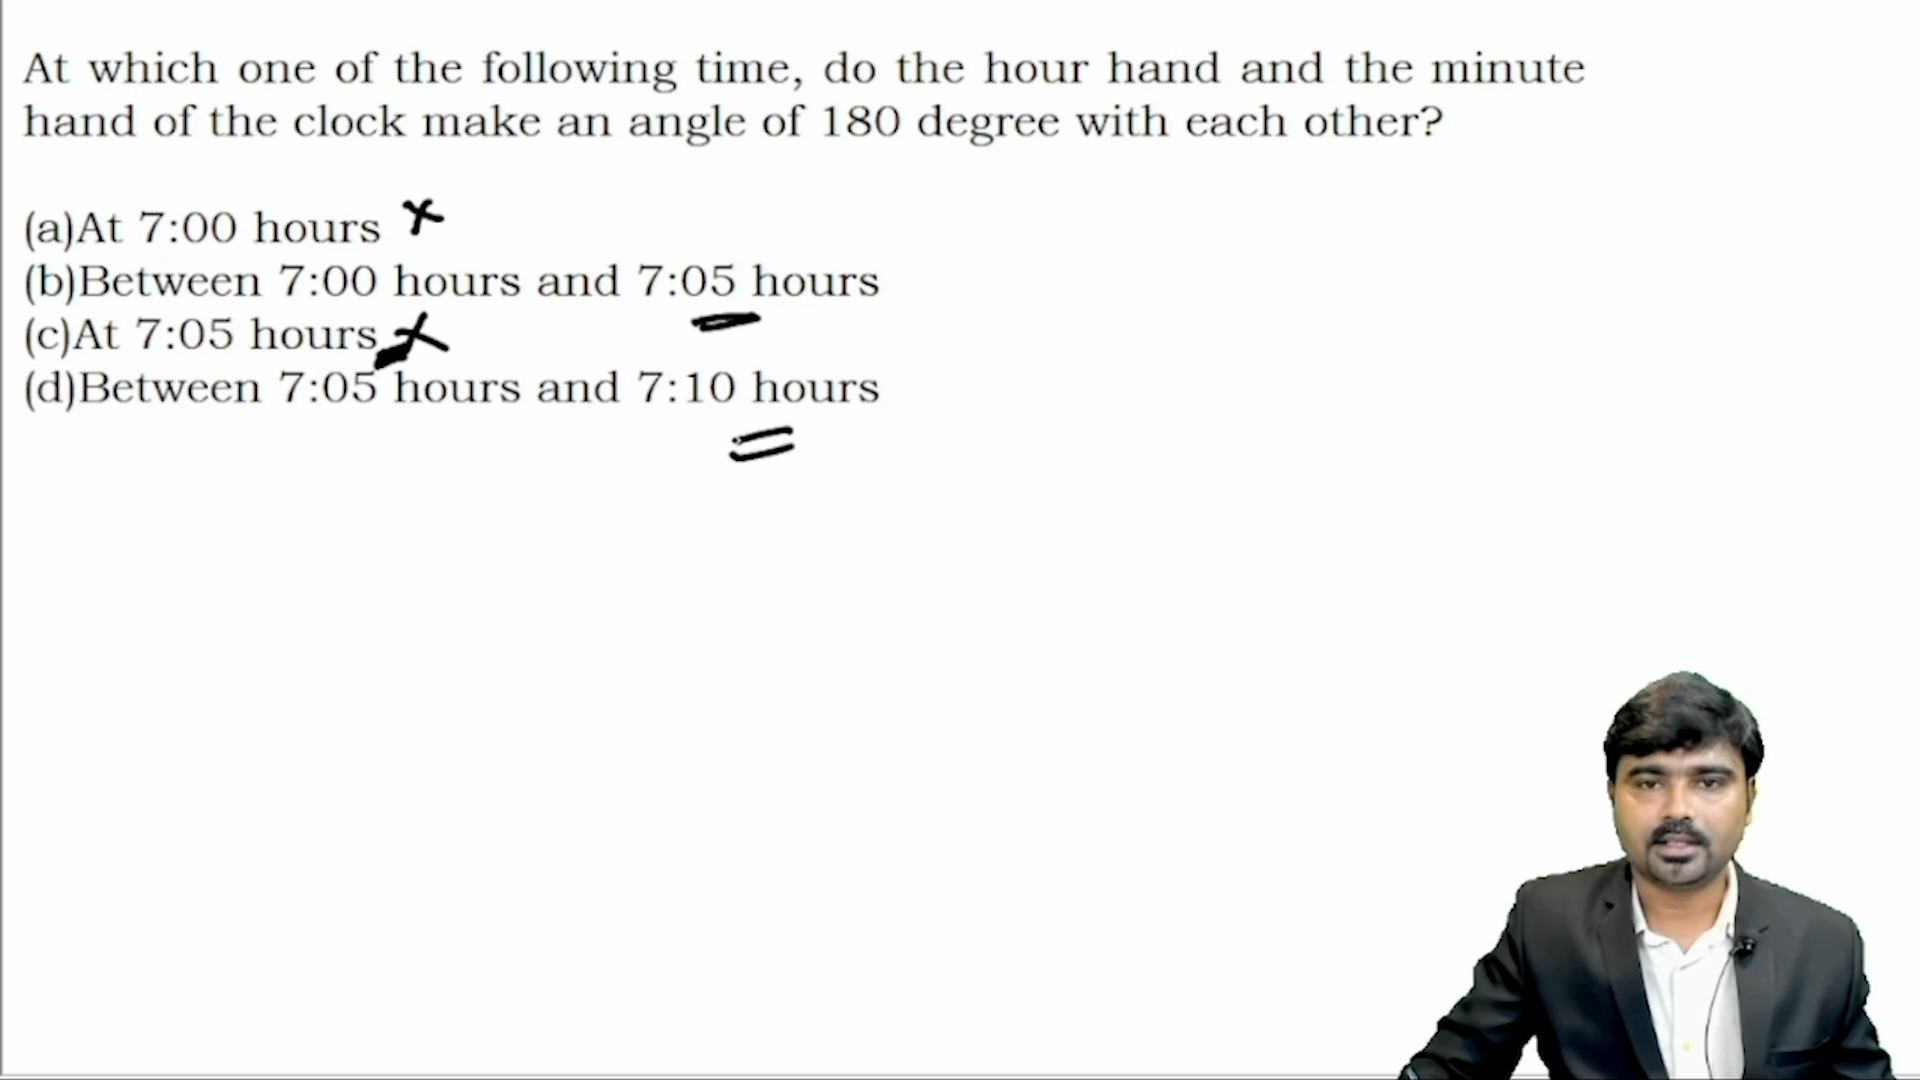 At which one of the following time, do the hour hand and the minute
hand of the clock make an angle of 180 degree with each other?
(a)At 7:00 hours
(b)Between 7:00 hours and 7:05 hours
(c)At 7:05 hours
(d)Between 7:05 hours and 7:10 hours